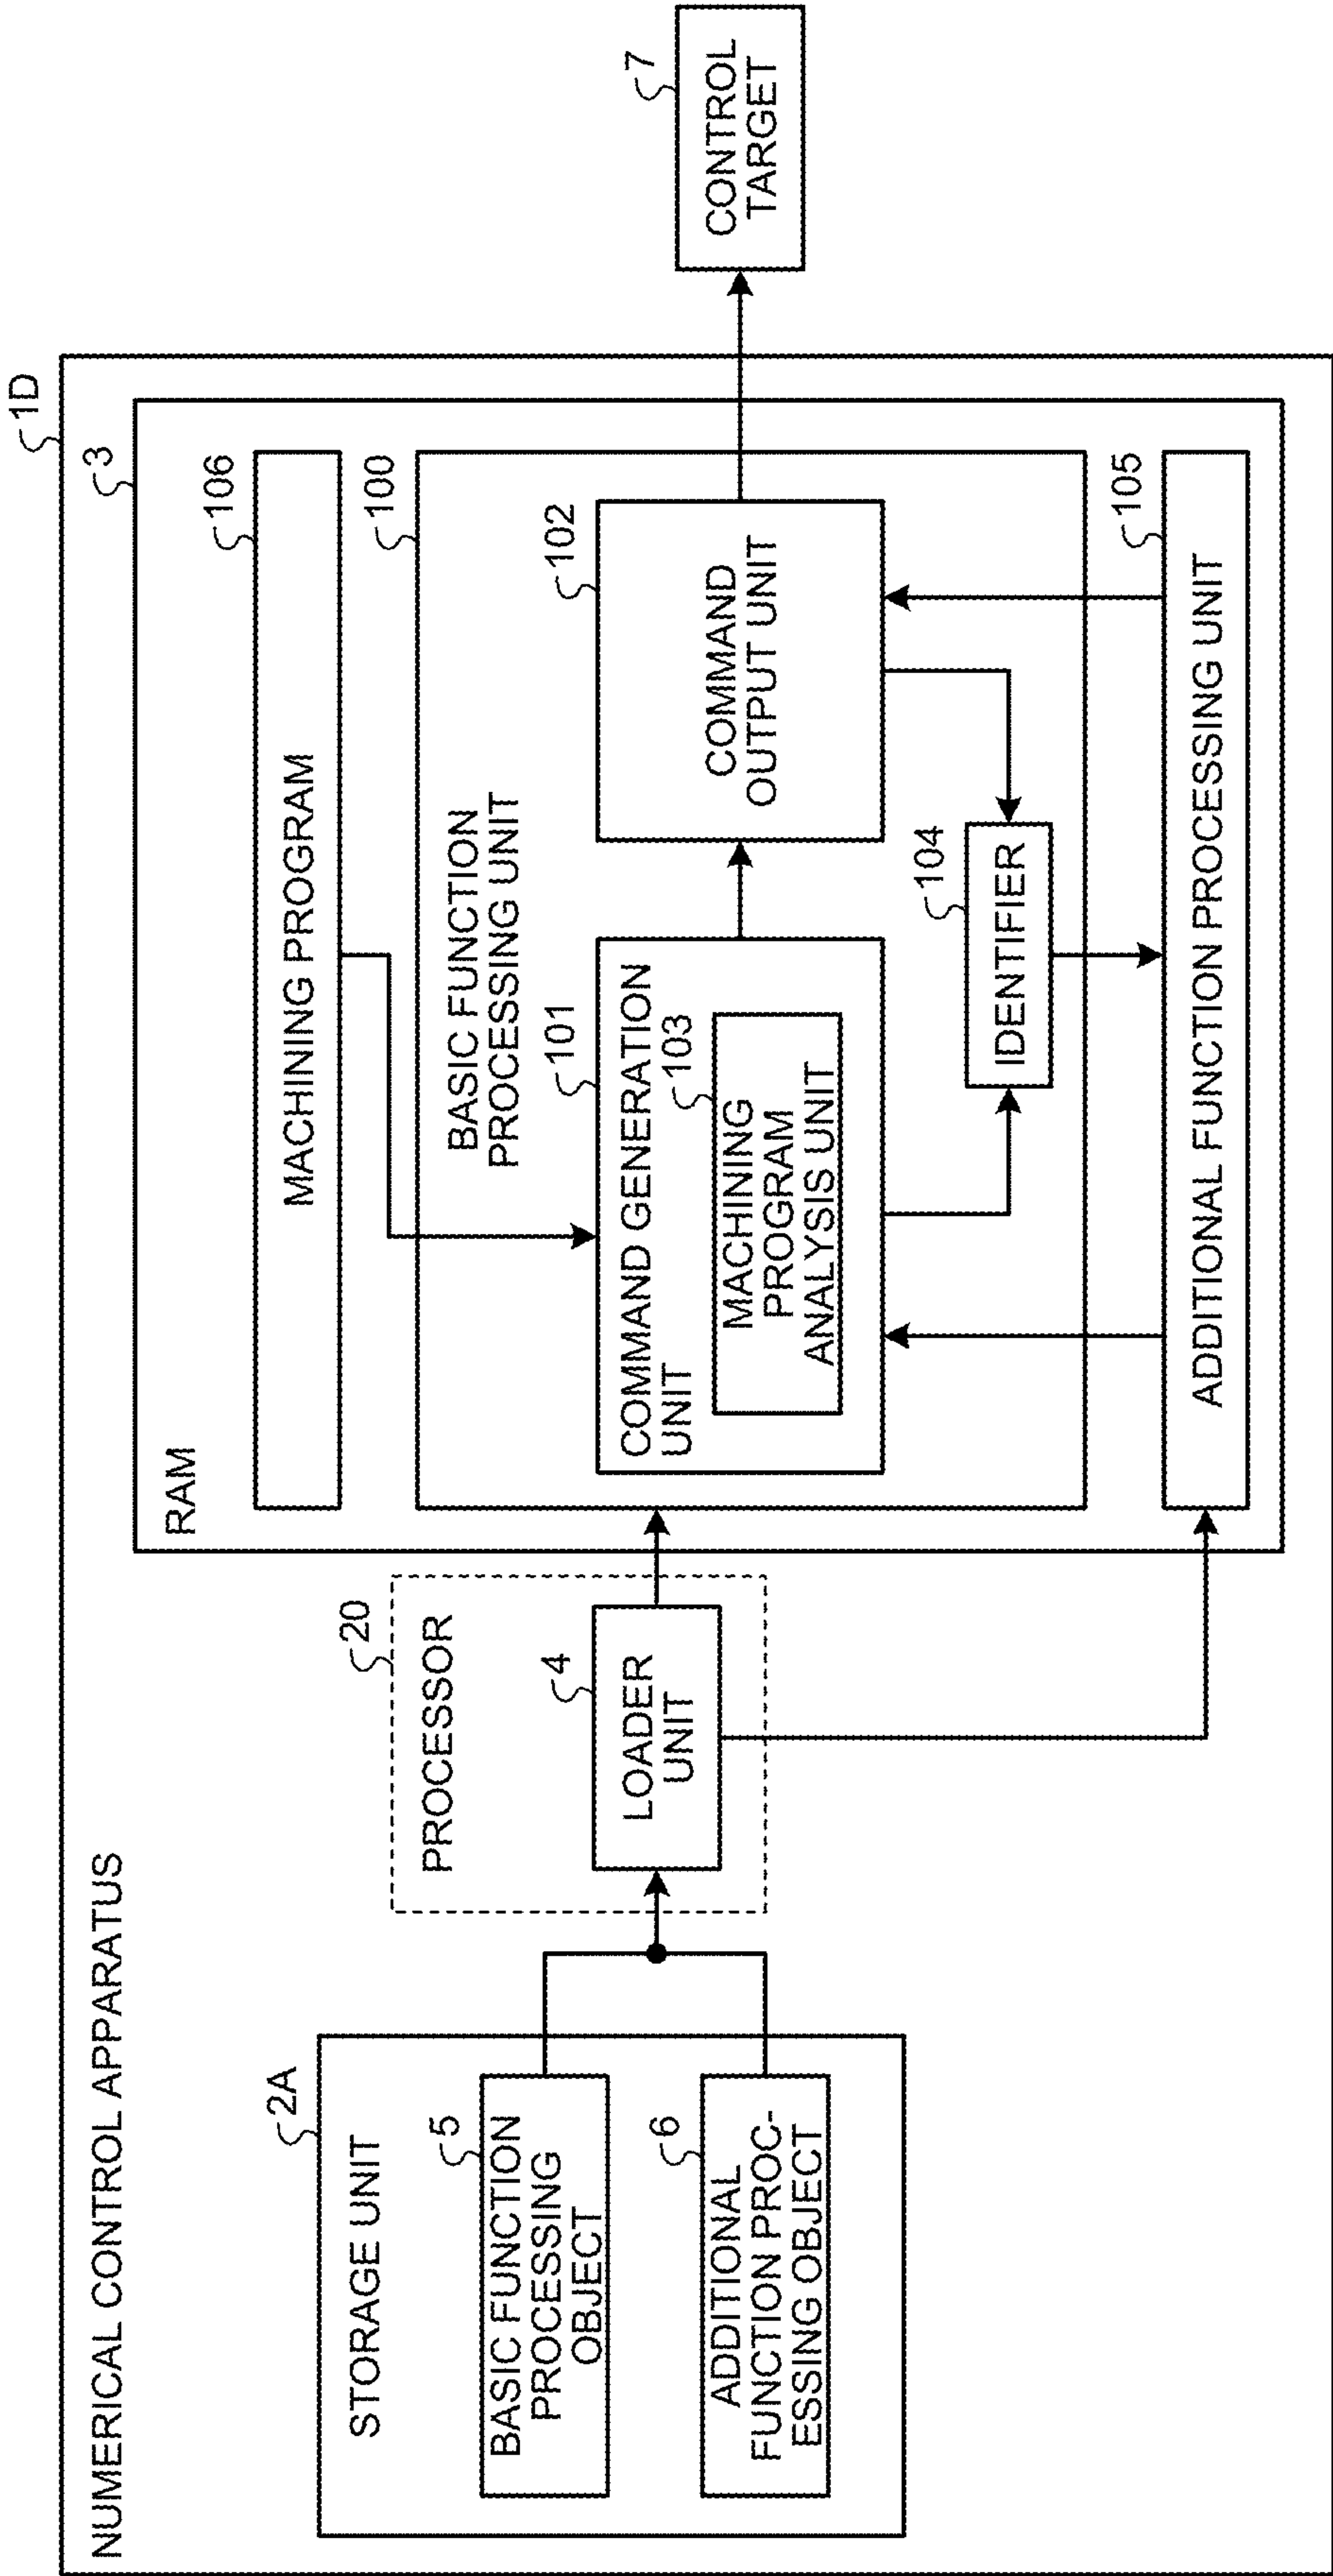 NUMERICAL CONTROL APPARATUS
1D
STORAGE UNIT
2A
BASIC FUNCTION
PROCESSING
OBJECT
5
ADDITIONAL
FUNCTION PROC-
ESSING OBJECT
6
PROCESSOR
20
LOADER
UNIT
4
RAM
3
MACHINING PROGRAM
106
BASIC FUNCTION
PROCESSING UNIT
100
COMMAND GENERATION
UNIT
101
MACHINING
PROGRAM
ANALYSIS UNIT
103
COMMAND
OUTPUT UNIT
102
IDENTIFIER
104
ADDITIONAL FUNCTION PROCESSING UNIT
105
CONTROL
TARGET
7